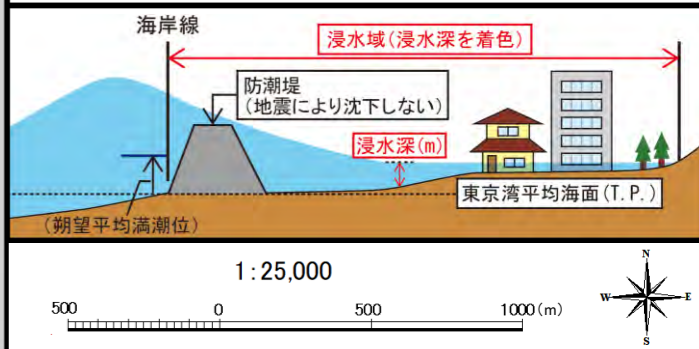 海岸線
浸水域(浸水深を着色)
防潮堤
(地震により沈下しない)
浸水深(m)
東京湾平均海面(T.P.)
(朔望平均満潮位)
1:25,000
500 0 500 1000(m)
N
W E
S